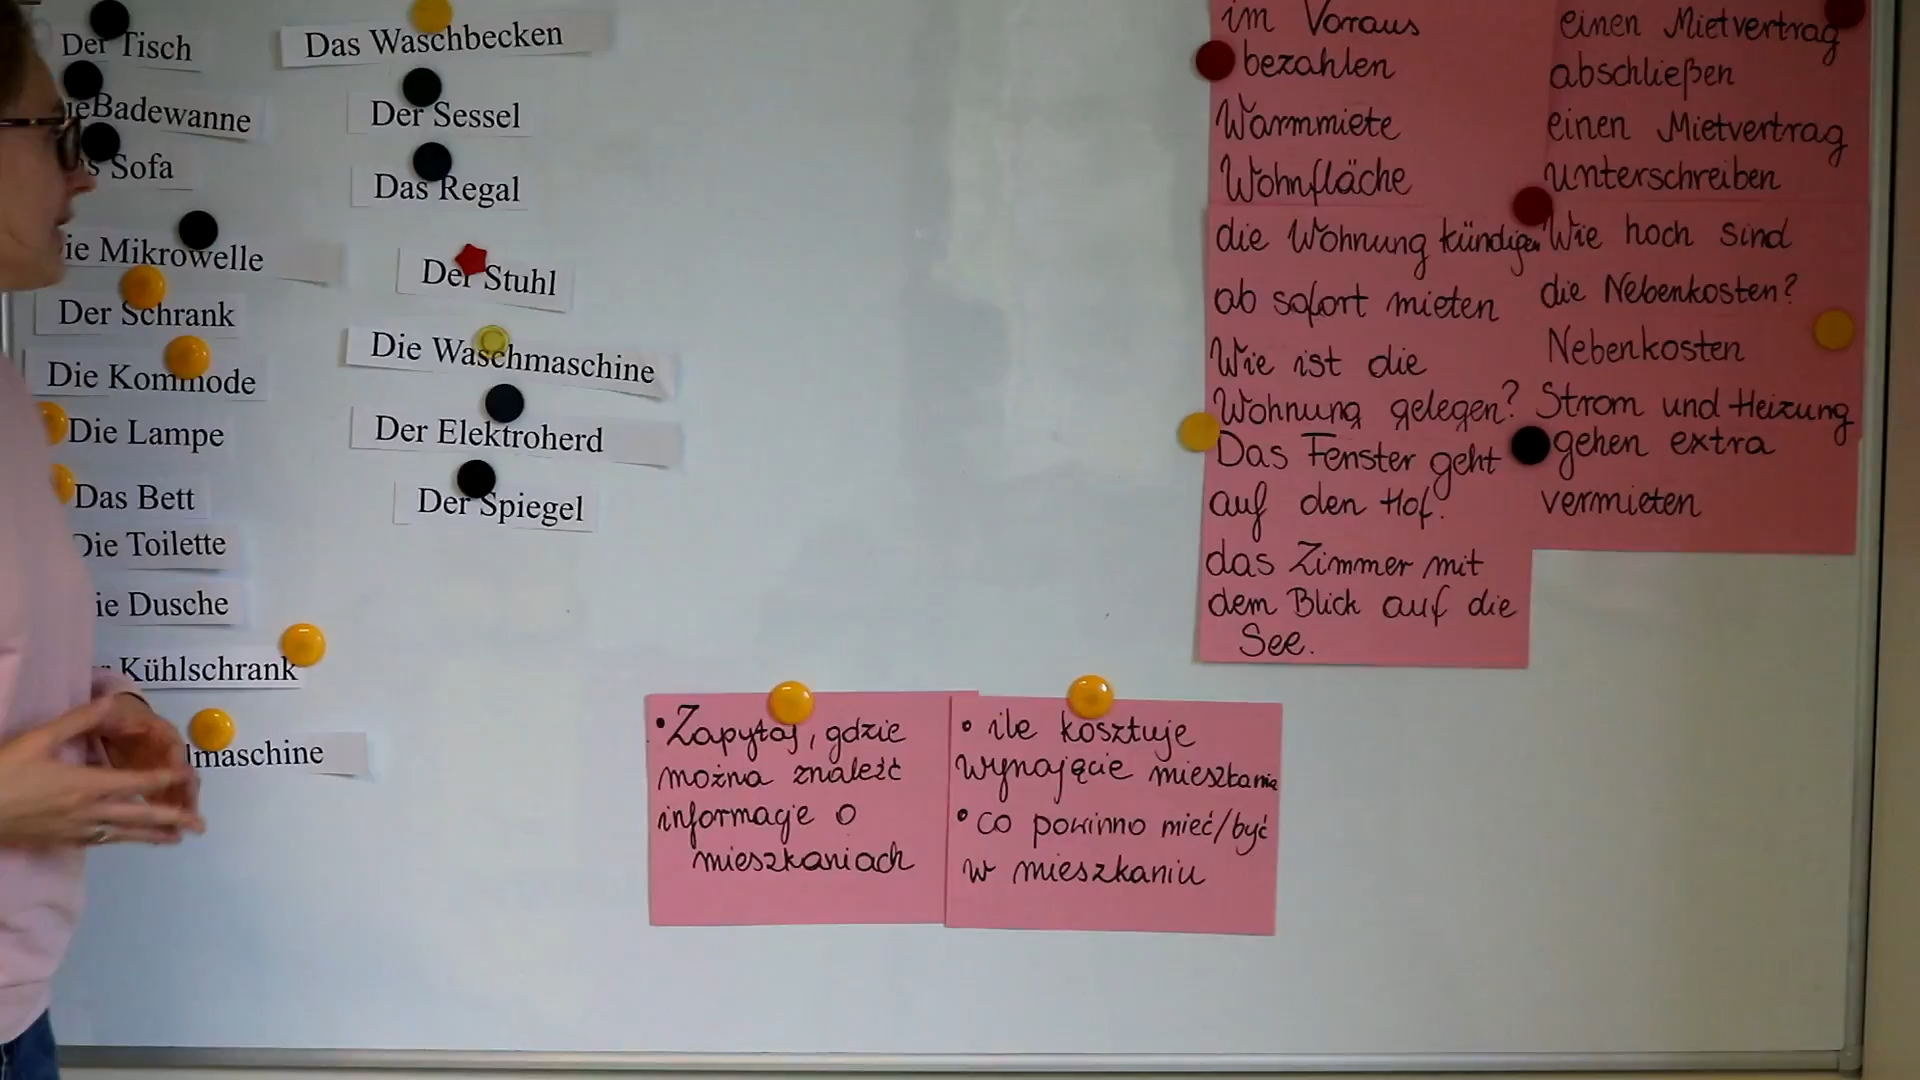 Der Tisch
Badewanne
Sofa
Mikrowelle
Der Schrank
Die Kommode
Die Lampe
Das Bett
Die Toilette
Dusche
Kühlschrank
maschine
Das Waschbecken
Der Sessel
Das Regal
Der Stuhl
Die Waschmaschine
Der Elektroherd
Der Spiegel
• Zapytaj, gdzie
można znaleźć
informacje o
mieszkaniach
• ile kosztuje
wynajęcie mieszkania
• co powinno mieć/być
w mieszkaniu
im Vorraus
bezahlen
Warmmiete
Wohnfläche
die Wohnung kündigen
ab sofort mieten
Wie ist die
Wohnung gelegen?
Das Fenster geht
auf den Hof.
das Zimmer mit
dem Blick auf die
See.
einen Mietvertrag
abschließen
einen Mietvertrag
unterschreiben
Wie hoch sind
die Nebenkosten?
Nebenkosten
Strom und Heizung
gehen extra
vermieten